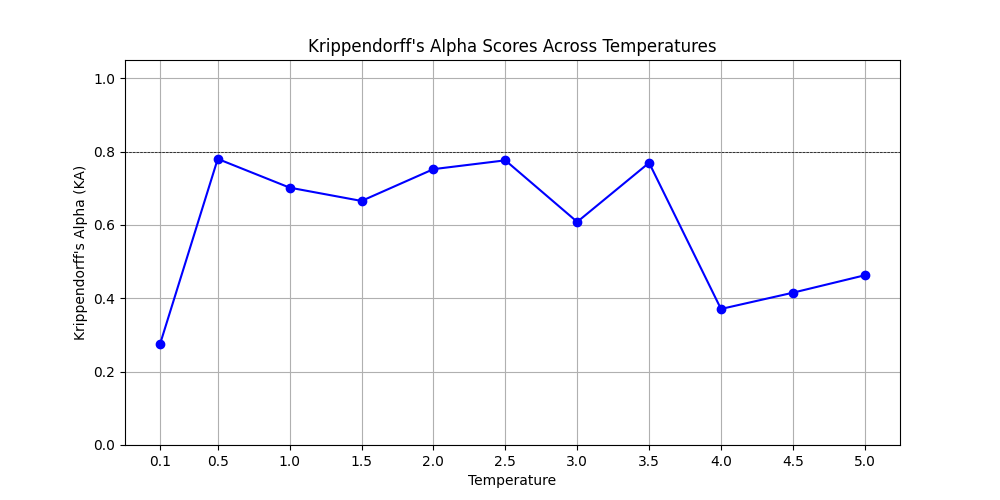 Krippendorff's Alpha Scores Across Temperatures
Krippendorff's Alpha (KA)
1.0
0.8
0.6
0.4
0.2
0.0
0.1 0.5 1.0 1.5 2.0 2.5 3.0 3.5 4.0 4.5 5.0
Temperature